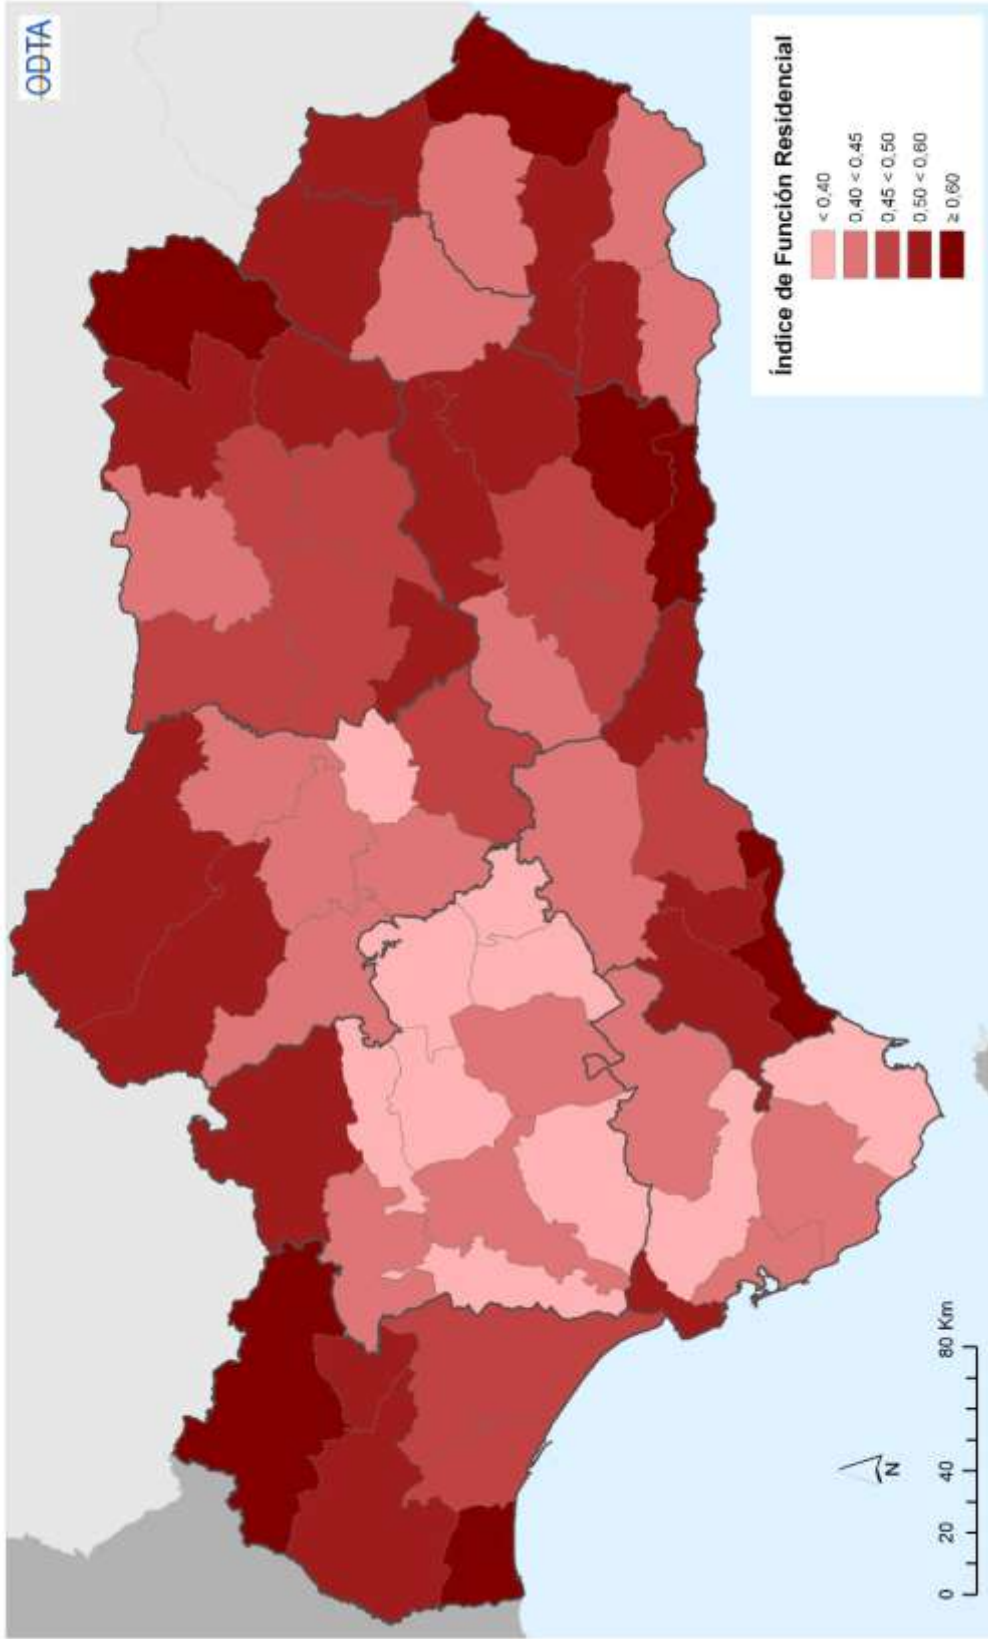 ODTA
Índice de Función Residencial
< 0,40
0,40 < 0,45
0,45 < 0,50
0,50 < 0,60
≥ 0,60
N
0 20 40 80 Km